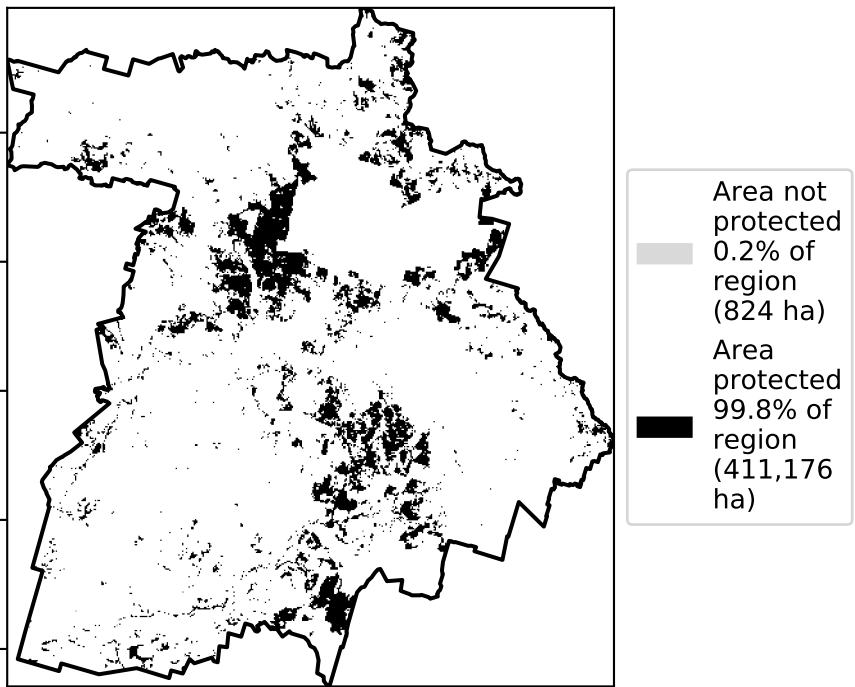 Area not
protected
0.2% of
region
(824 ha)
Area
protected
99.8% of
region
(411,176
ha)